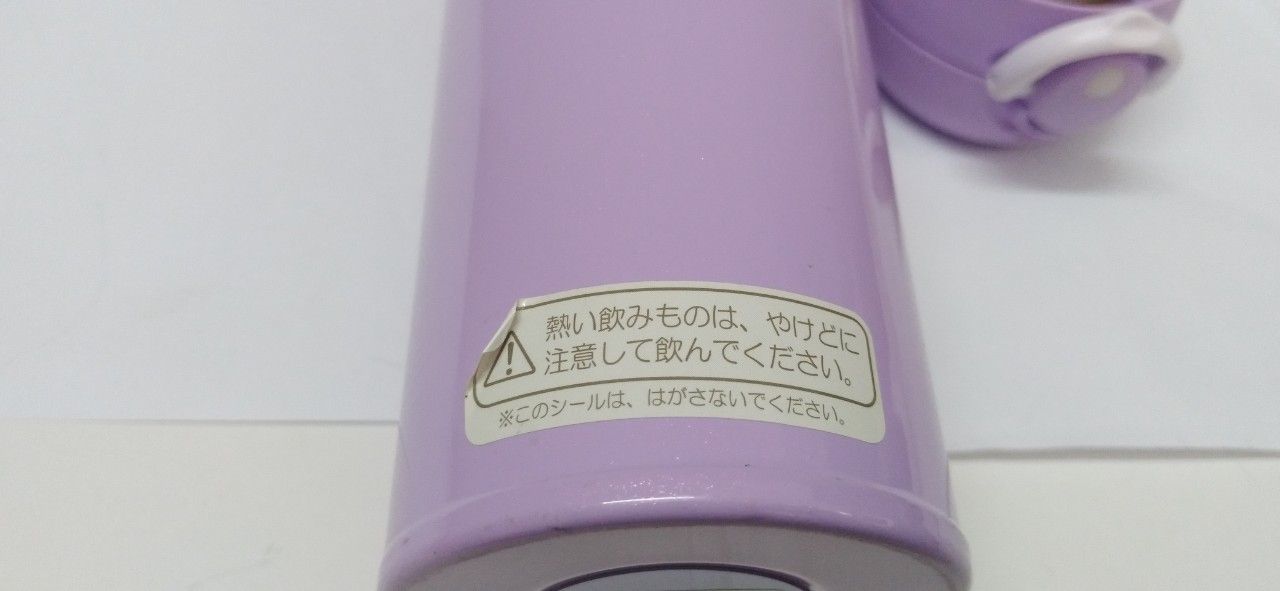 熱い飲みものは、やけどに
注意して飲んでください。
※このシールは、はがさないでください。